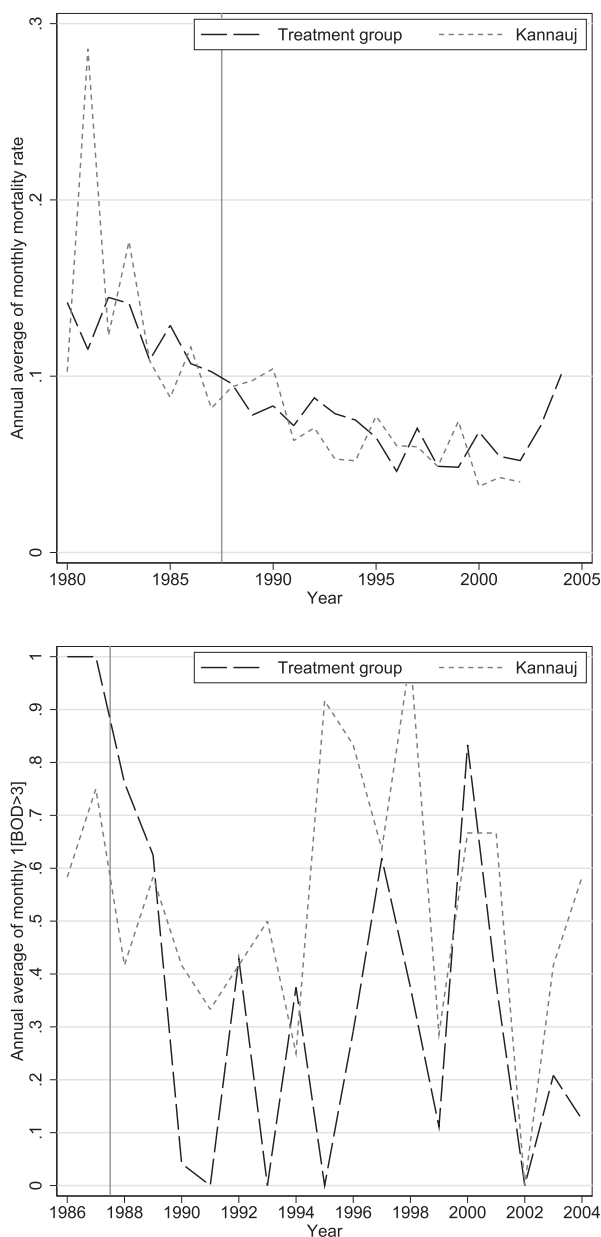 Treatment group Kannauj
Annual average of monthly mortality rate
.3
.2
.1
0
1980 1985 1990 1995 2000 2005
Year
Treatment group Kannauj
Annual average of monthly 1[BOD>3]
1
.9
.8
.7
.6
.5
.4
.3
.2
.1
0
1986 1988 1990 1992 1994 1996 1998 2000 2002 2004
Year